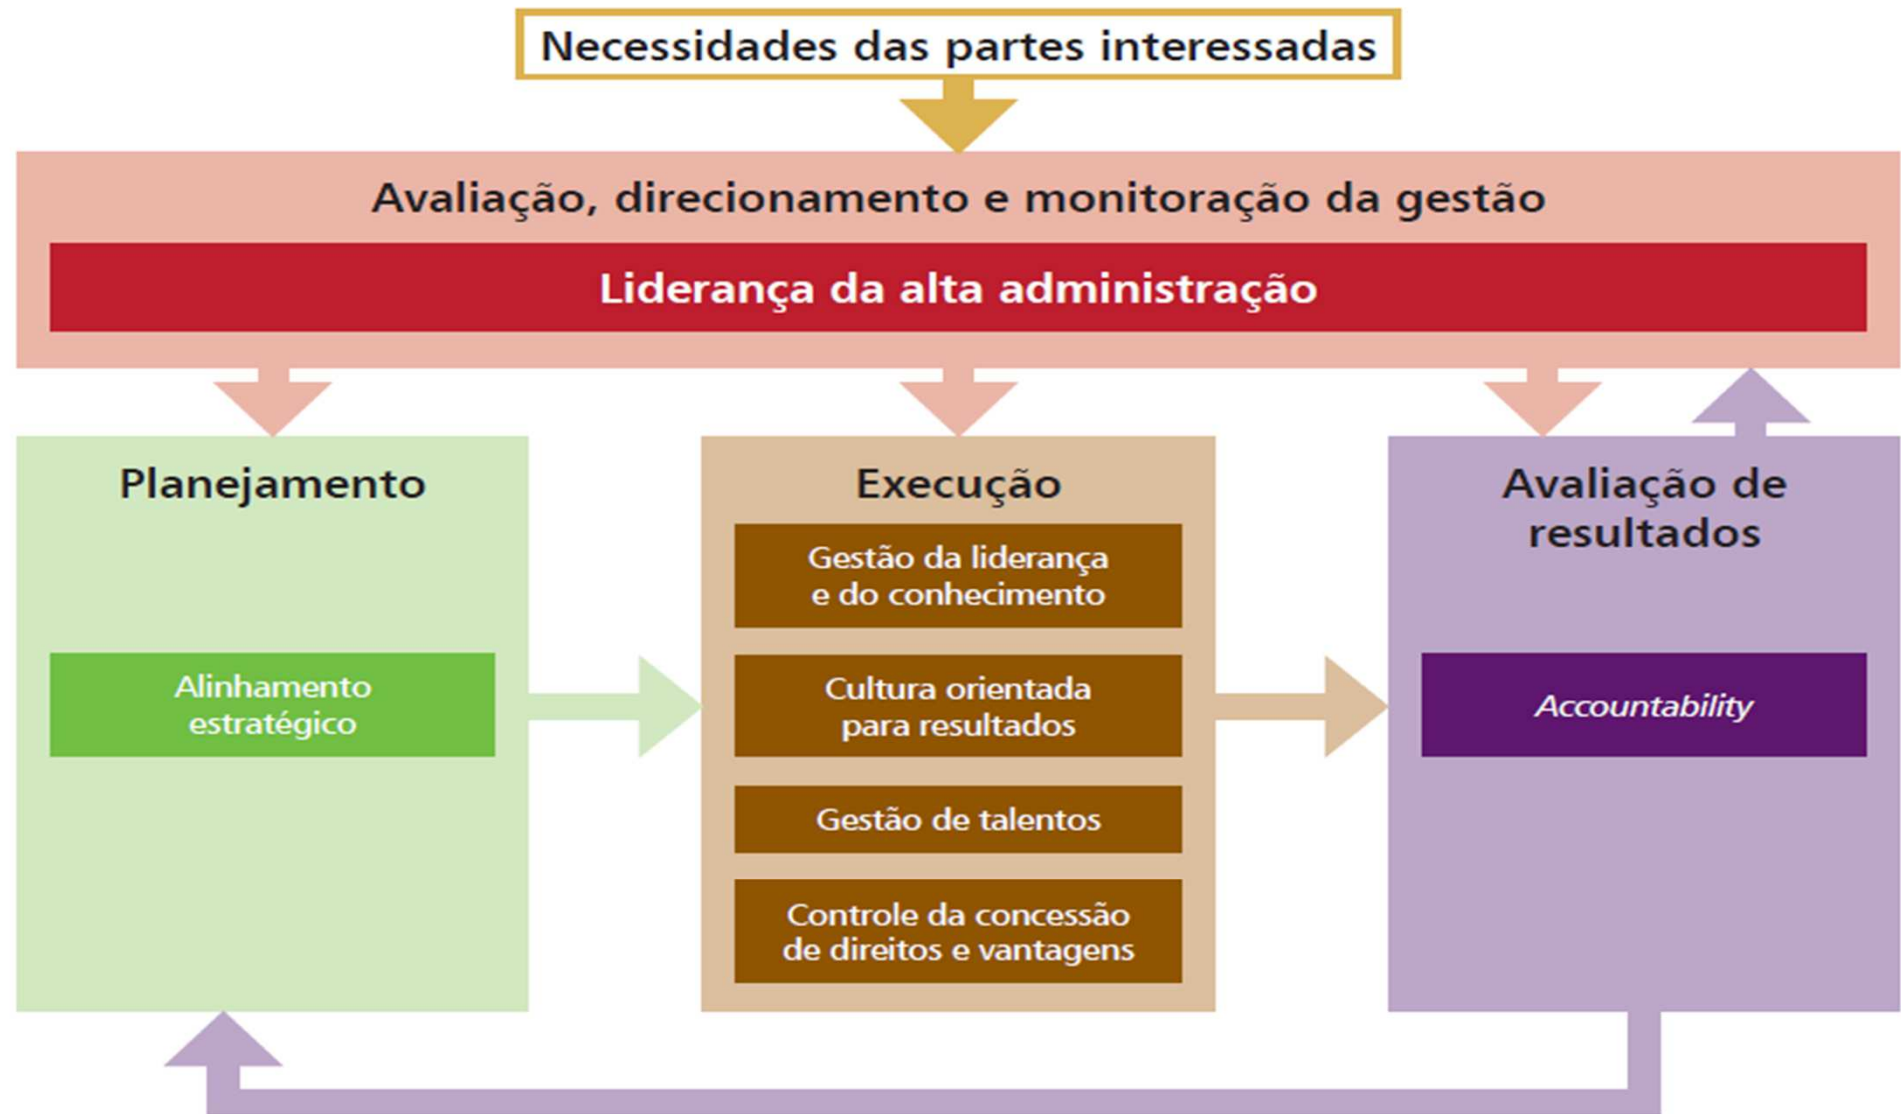 Necessidades das partes interessadas
Avaliação, direcionamento e monitoração da gestão
Liderança da alta administração
Planejamento
Alinhamento
estratégico
Execução
Gestão da liderança
e do conhecimento
Cultura orientada
para resultados
Gestão de talentos
Controle da concessão
de direitos e vantagens
Avaliação de
resultados
Accountability